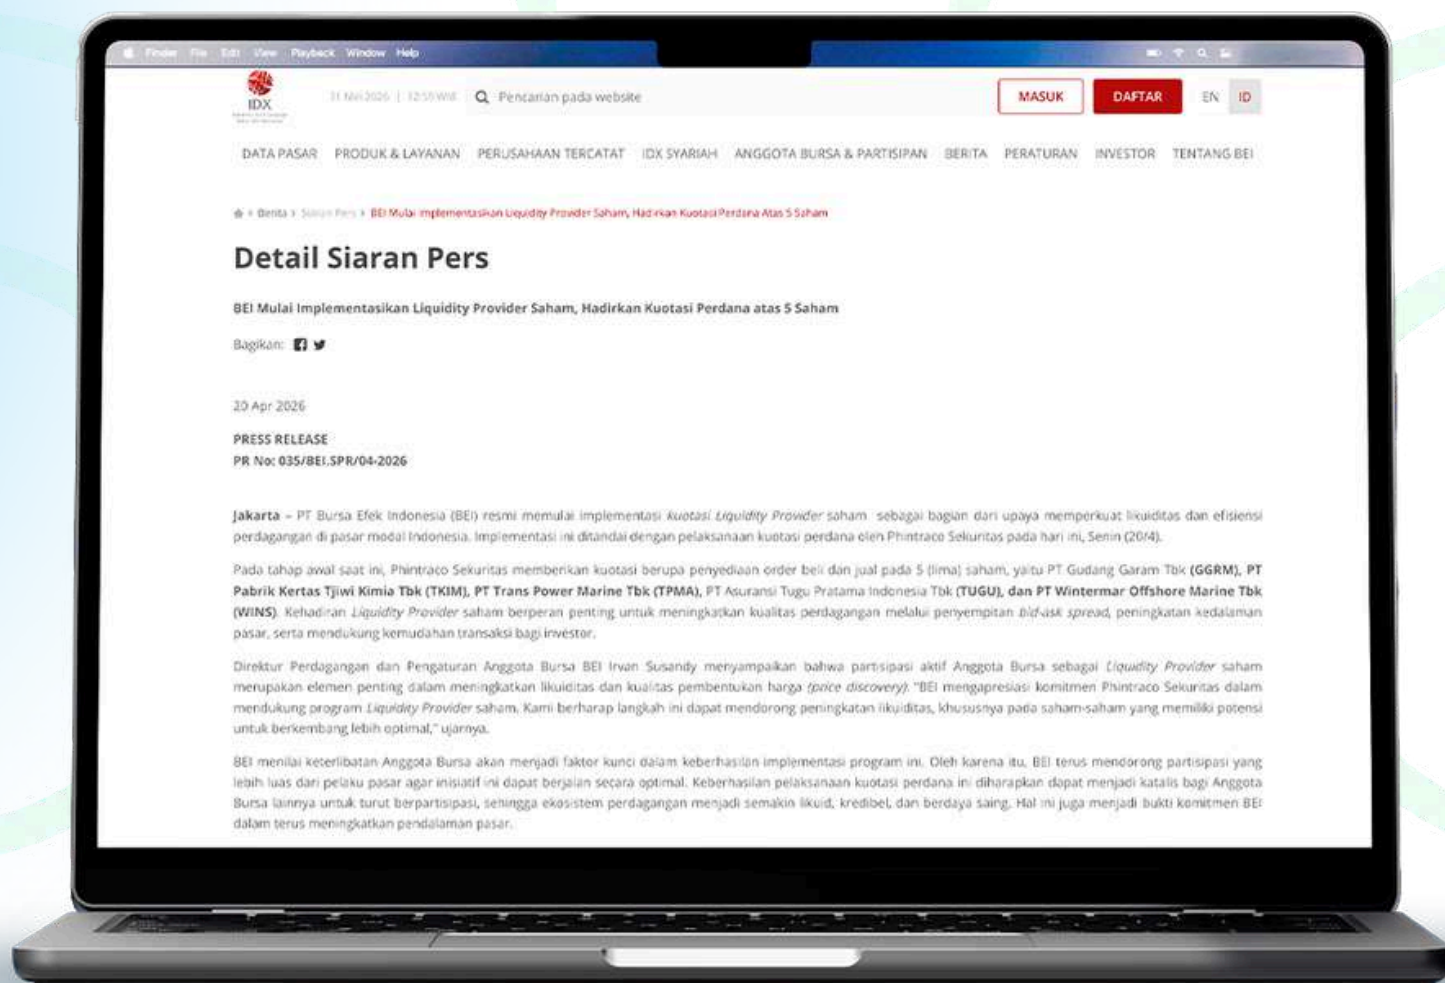 Finder File Edit View Playback Window Help
IDX
31 Mei 2026 | 12:59 WIB
Pencarian pada website
MASUK
DAFTAR
EN ID
DATA PASAR PRODUK & LAYANAN PERUSAHAAN TERCATAT IDX SYARIAH ANGGOTA BURSA & PARTISIPAN BERITA PERATURAN INVESTOR TENTANG BEI
> Berita > Siaran Pers > BEI Mulai Implementasikan Liquidity Provider Saham, Hadirkan Kuotasi Perdana Atas 5 Saham
Detail Siaran Pers
BEI Mulai Implementasikan Liquidity Provider Saham, Hadirkan Kuotasi Perdana atas 5 Saham
Bagikan:
20 Apr 2026
PRESS RELEASE
PR No: 035/BEI.SPR/04-2026
Jakarta – PT Bursa Efek Indonesia (BEI) resmi memulai implementasi kuotasi Liquidity Provider saham sebagai bagian dari upaya memperkuat likuiditas dan efisiensi
perdagangan di pasar modal Indonesia. Implementasi ini ditandai dengan pelaksanaan kuotasi perdana oleh Phintraco Sekuritas pada hari ini, Senin (20/4).
Pada tahap awal saat ini, Phintraco Sekuritas memberikan kuotasi berupa penyediaan order beli dan jual pada 5 (lima) saham, yaitu PT Gudang Garam Tbk (GGRM), PT
Pabrik Kertas Tjiwi Kimia Tbk (TKIM), PT Trans Power Marine Tbk (TPMA), PT Asuransi Tugu Pratama Indonesia Tbk (TUGU), dan PT Wintermar Offshore Marine Tbk
(WINS). Kehadiran Liquidity Provider saham berperan penting untuk meningkatkan kualitas perdagangan melalui penyempitan bid-ask spread, peningkatan kedalaman
pasar, serta mendukung kemudahan transaksi bagi investor.
Direktur Perdagangan dan Pengaturan Anggota Bursa BEI Irvan Susandy menyampaikan bahwa partisipasi aktif Anggota Bursa sebagai Liquidity Provider saham
merupakan elemen penting dalam meningkatkan likuiditas dan kualitas pembentukan harga (price discovery). "BEI mengapresiasi komitmen Phintraco Sekuritas dalam
mendukung program Liquidity Provider saham. Kami berharap langkah ini dapat mendorong peningkatan likuiditas, khususnya pada saham-saham yang memiliki potensi
untuk berkembang lebih optimal," ujarnya.
BEI menilai keterlibatan Anggota Bursa akan menjadi faktor kunci dalam keberhasilan implementasi program ini. Oleh karena itu, BEI terus mendorong partisipasi yang
lebih luas dari pelaku pasar agar inisiatif ini dapat berjalan secara optimal. Keberhasilan pelaksanaan kuotasi perdana ini diharapkan dapat menjadi katalis bagi Anggota
Bursa lainnya untuk turut berpartisipasi, sehingga ekosistem perdagangan menjadi semakin likuid, kredibel, dan berdaya saing. Hal ini juga menjadi bukti komitmen BEI
dalam terus meningkatkan pendalaman pasar.